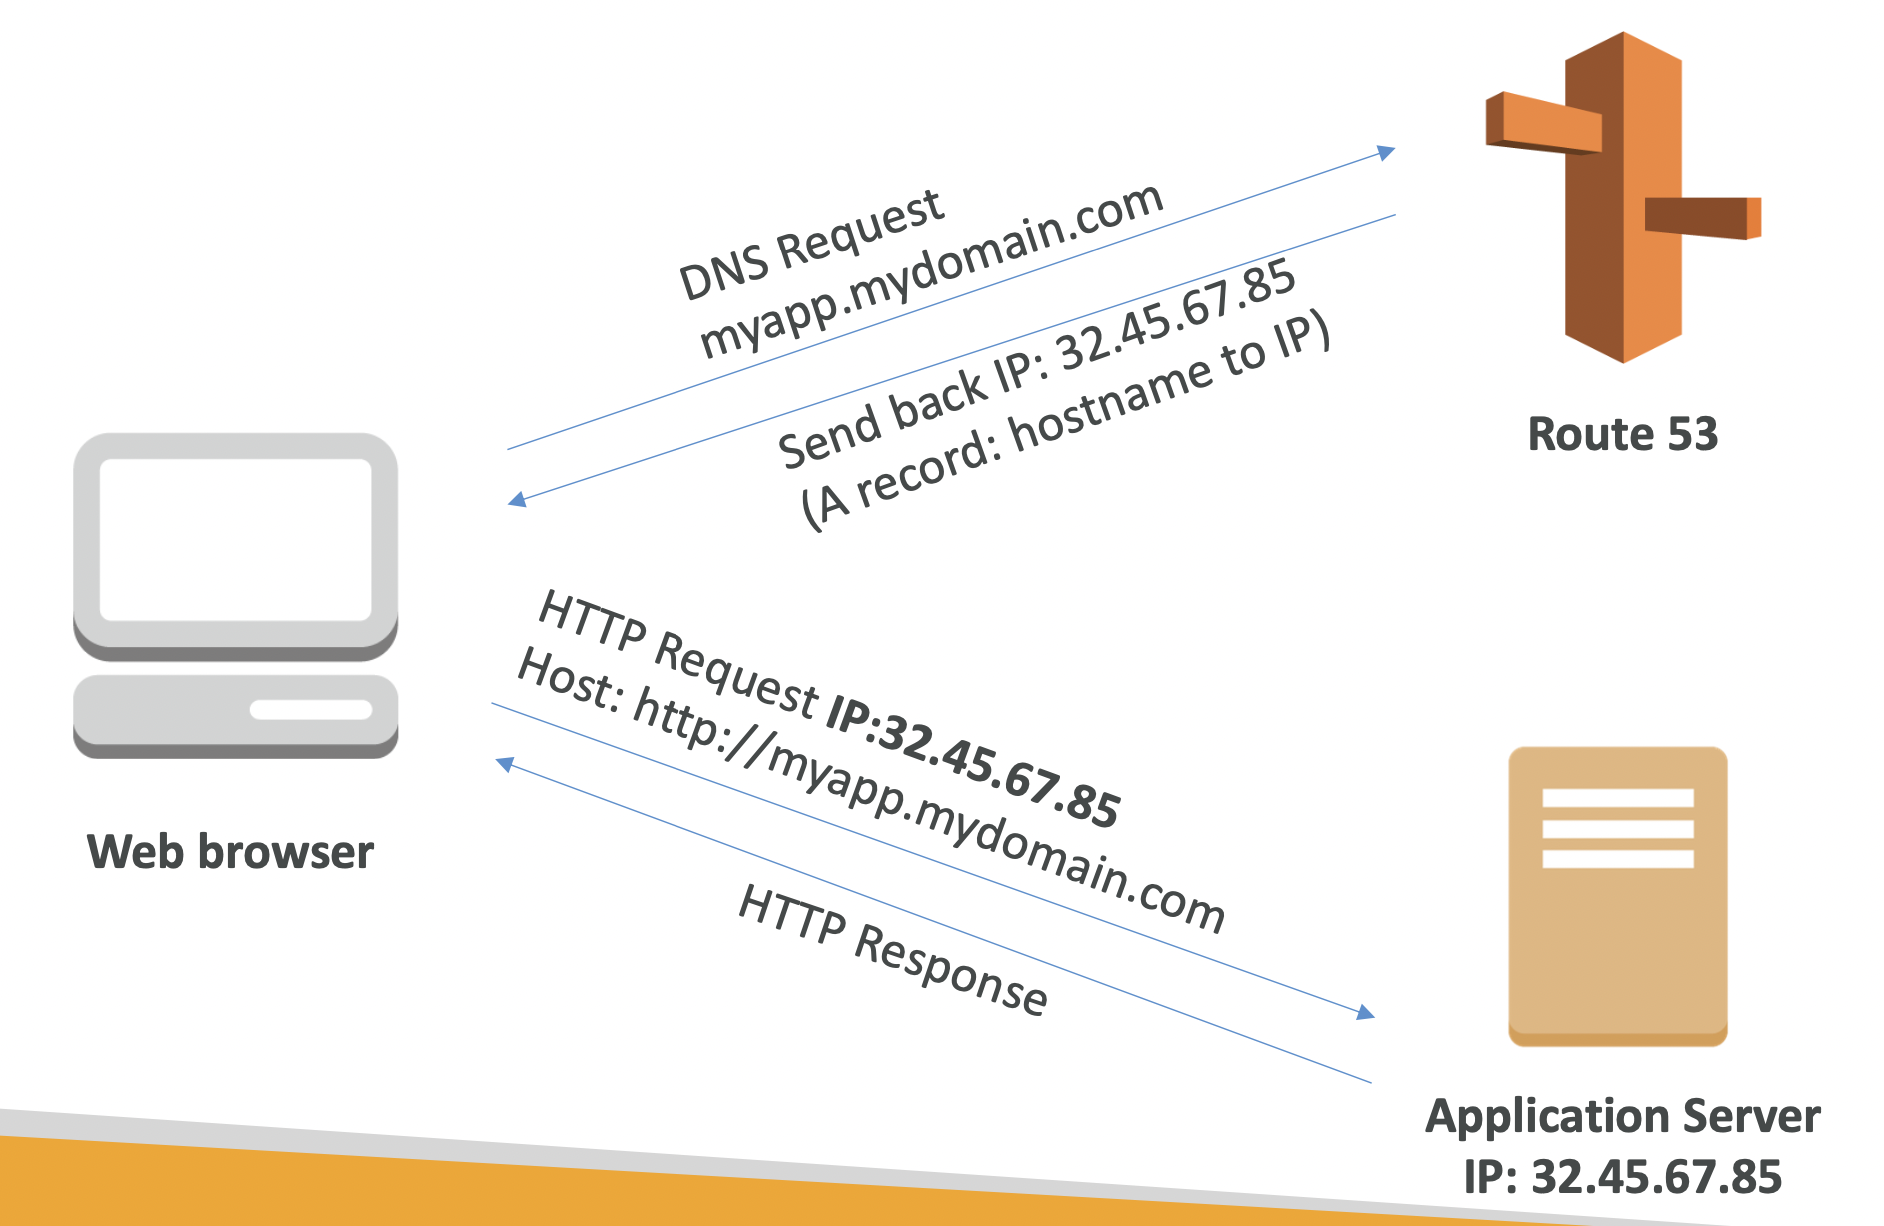 DNS Request
myapp.mydomain.com
Send back IP: 32.45.67.85
(A record: hostname to IP)
Route 53
HTTP Request IP:32.45.67.85
Host: http://myapp.mydomain.com
Web browser
HTTP Response
Application Server
IP: 32.45.67.85